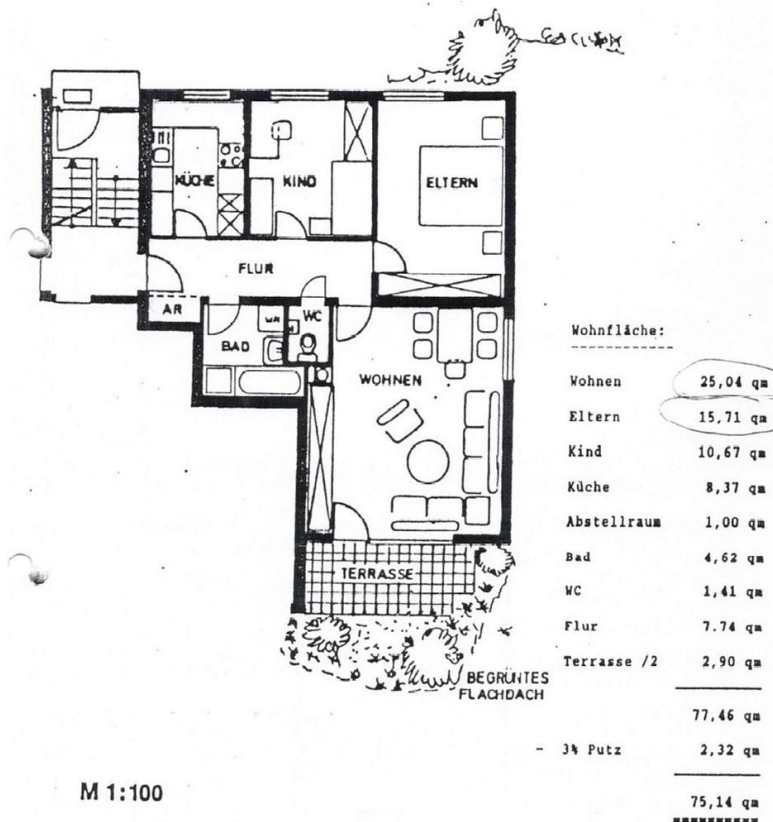 KÜCHE
KIND
ELTERN
FLUR
AR
BAD
WC
WOHNEN
TERRASSE
BEGRÜNTES
FLACHDACH
M 1:100
Wohnfläche:
Wohnen 25,04 qm
Eltern 15,71 qm
Kind 10,67 qm
Küche 8,37 qm
Abstellraum 1,00 qm
Bad 4,62 qm
WC 1,41 qm
Flur 7.74 qm
Terrasse /2 2,90 qm
77,46 qm
- 3% Putz 2,32 qm
75,14 qm